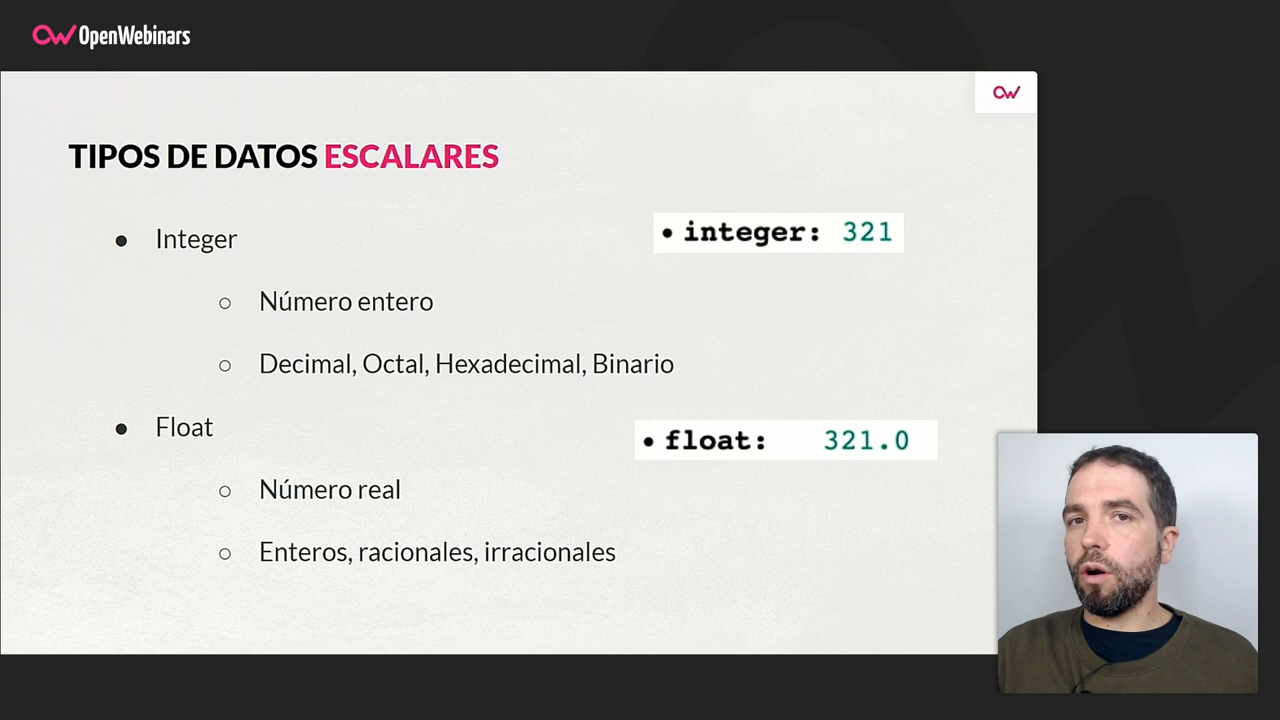 OpenWebinars
TIPOS DE DATOS ESCALARES
● Integer
• integer: 321
○ Número entero
○ Decimal, Octal, Hexadecimal, Binario
● Float
• float: 321.0
○ Número real
○ Enteros, racionales, irracionales